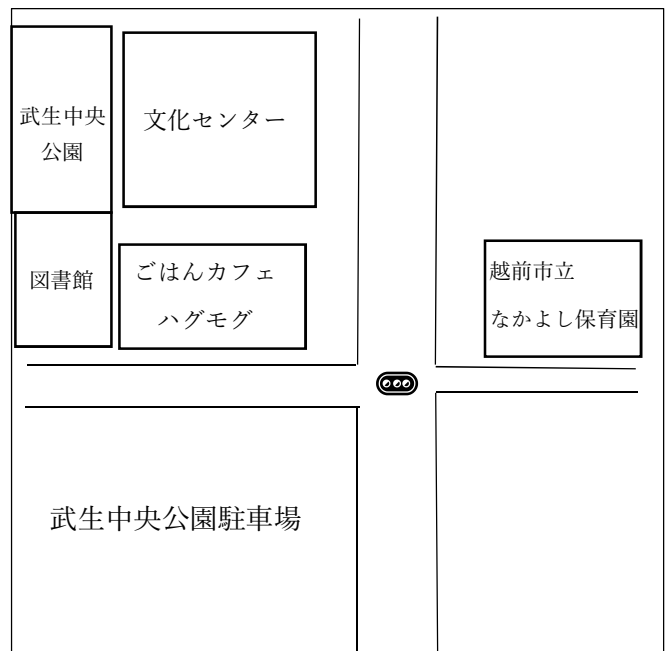 武生中央
公園
文化センター
図書館
ごはんカフェ
ハグモグ
越前市立
なかよし保育園
武生中央公園駐車場